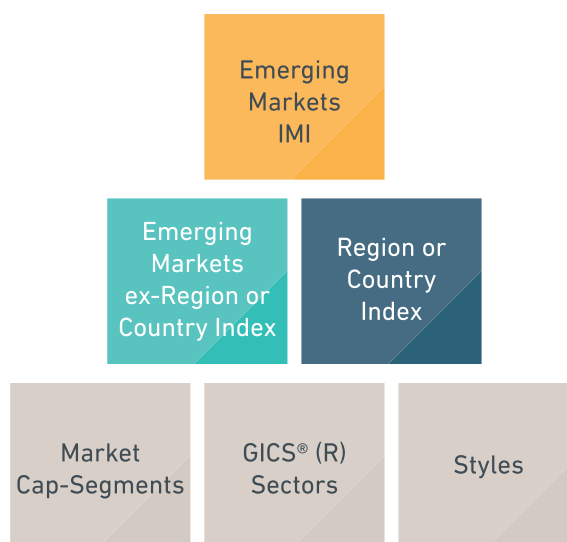 Emerging
Markets
IMI
Emerging
Markets
ex-Region or
Country Index
Region or
Country
Index
Market
Cap-Segments
GICS® (R)
Sectors
Styles